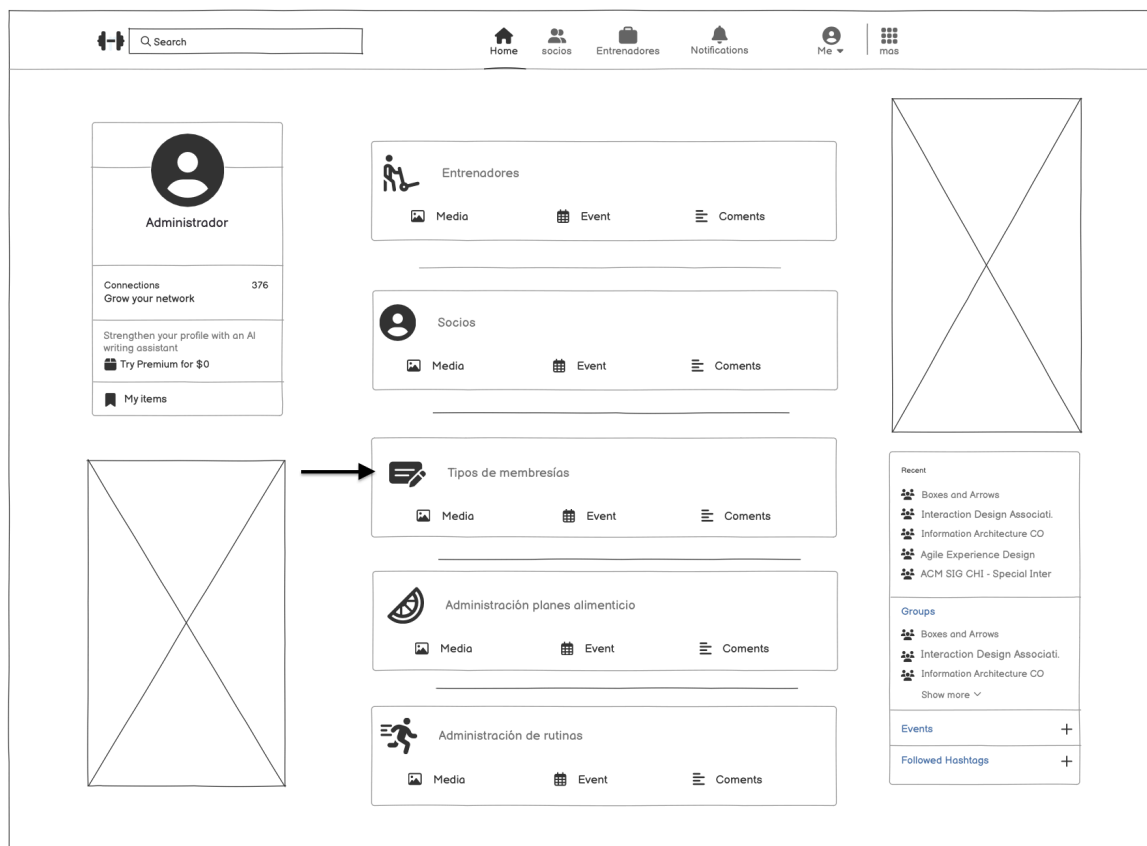 Search
Home
socios
Entrenadores
Notifications
Me
mas
Administrador
Connections 376
Grow your network
Strengthen your profile with an AI
writing assistant
Try Premium for $0
My items
Entrenadores
Media Event Coments
Socios
Media Event Coments
Tipos de membresías
Media Event Coments
Administración planes alimenticio
Media Event Coments
Administración de rutinas
Media Event Coments
Recent
Boxes and Arrows
Interaction Design Associati.
Information Architecture CO
Agile Experience Design
ACM SIG CHI - Special Inter
Groups
Boxes and Arrows
Interaction Design Associati.
Information Architecture CO
Show more
Events
Followed Hashtags